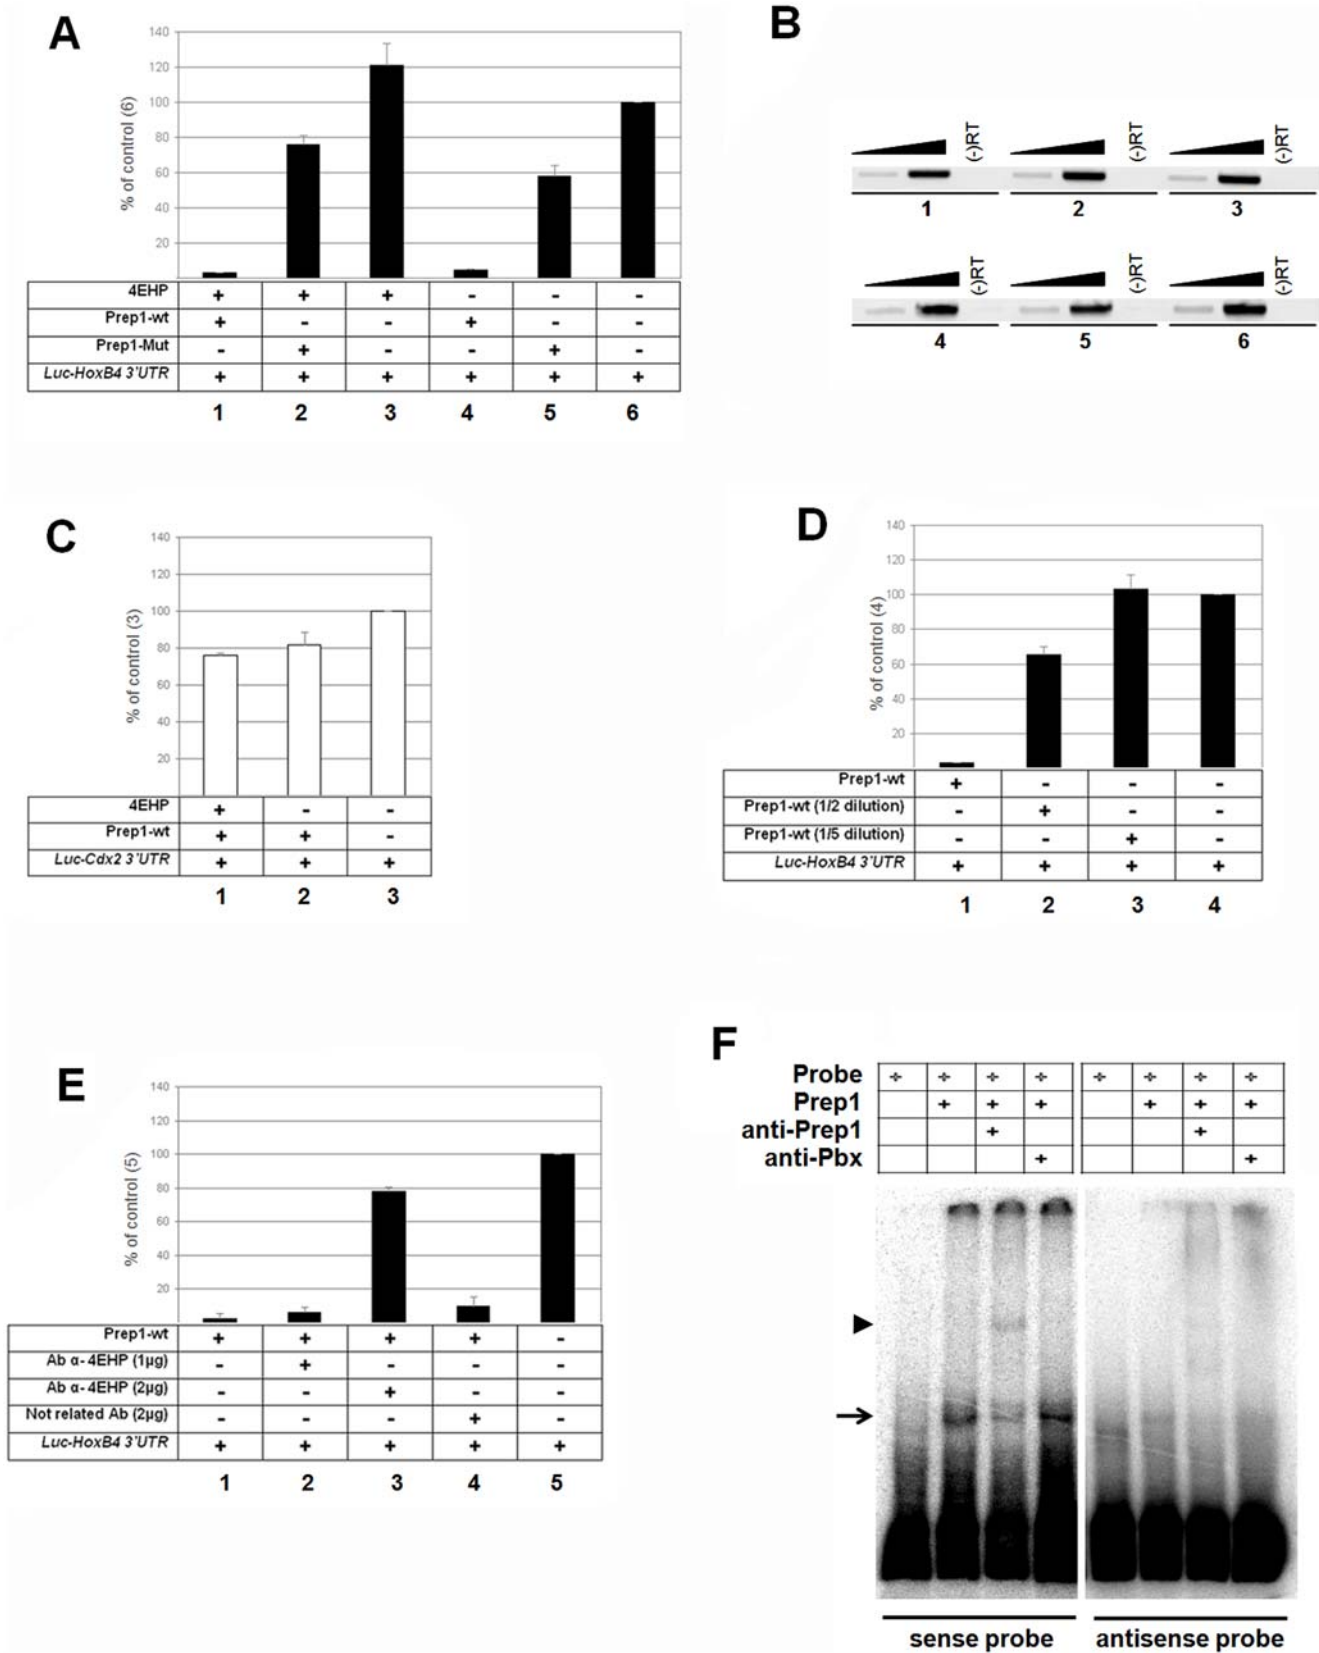 A
% of control (6)
140
120
100
80
60
40
20
4EHP + + + - - -
Prep1-wt + - - + - -
Prep1-Mut - + - - + -
Luc-HoxB4 3'UTR + + + + + +
1 2 3 4 5 6
B
(-)RT (-)RT (-)RT
1 2 3
(-)RT (-)RT (-)RT
4 5 6
C
% of control (3)
140
120
100
80
60
40
20
4EHP + - -
Prep1-wt + + -
Luc-Cdx2 3'UTR + + +
1 2 3
D
% of control (4)
140
120
100
80
60
40
20
Prep1-wt + - - -
Prep1-wt (1/2 dilution) - + - -
Prep1-wt (1/5 dilution) - - + -
Luc-HoxB4 3'UTR + + + +
1 2 3 4
E
% of control (5)
140
120
100
80
60
40
20
Prep1-wt + + + + -
Ab α- 4EHP (1µg) - + - - -
Ab α- 4EHP (2µg) - - + - -
Not related Ab (2µg) - - - + -
Luc-HoxB4 3'UTR + + + + +
1 2 3 4 5
F
Probe + + + + + + + +
Prep1 + + + + + +
anti-Prep1 + +
anti-Pbx + +
sense probe antisense probe